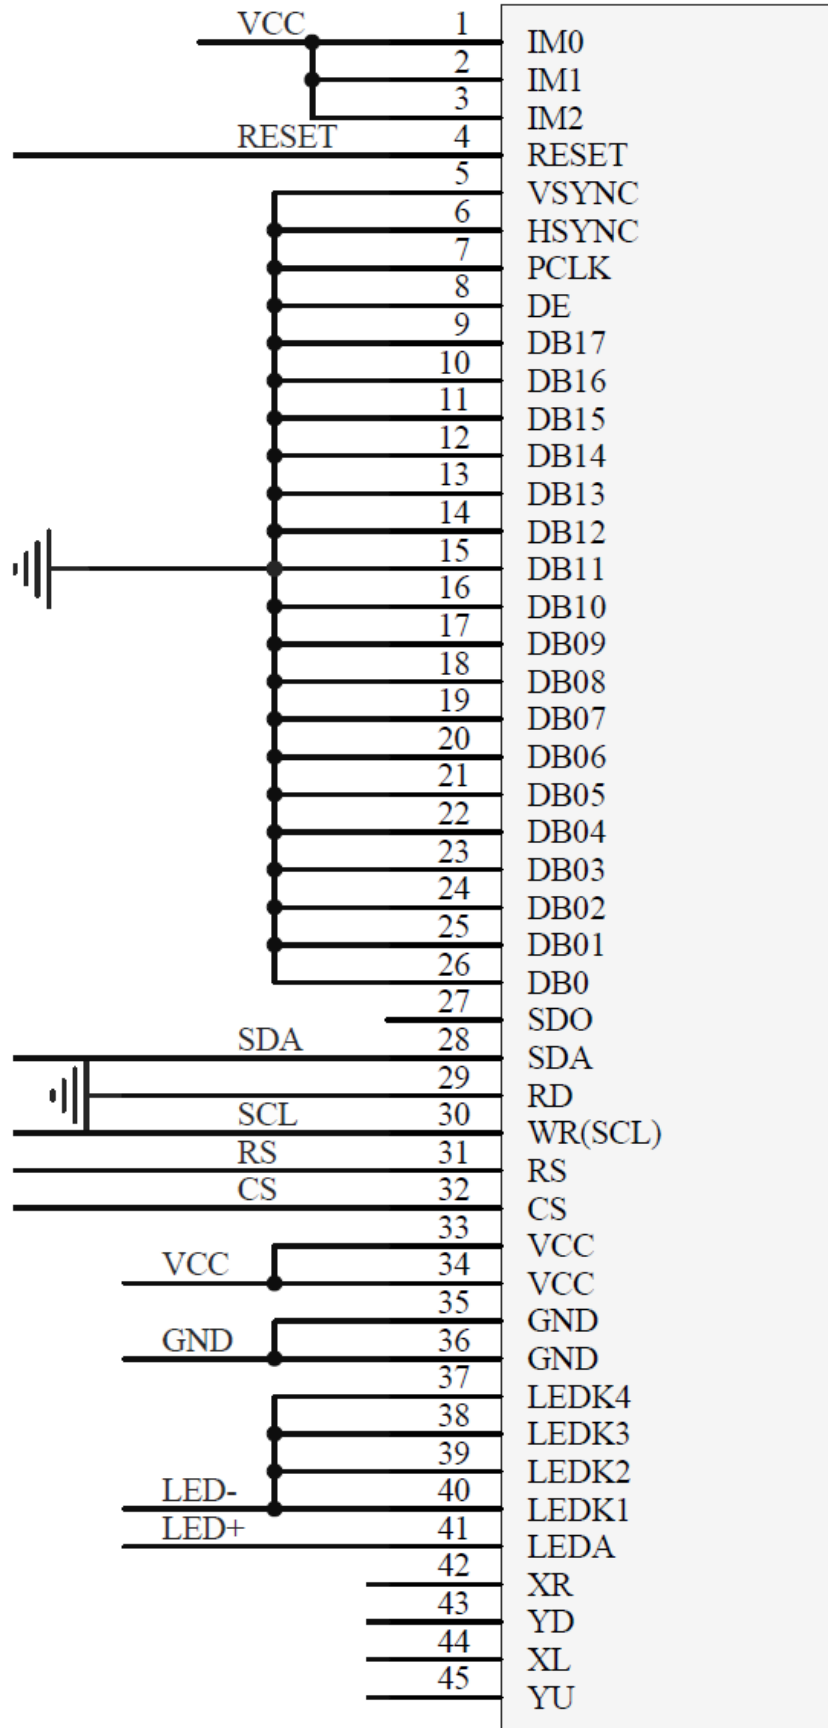 VCC 1 IM0
2 IM1
3 IM2
RESET 4 RESET
5 VSYNC
6 HSYNC
7 PCLK
8 DE
9 DB17
10 DB16
11 DB15
12 DB14
13 DB13
14 DB12
15 DB11
16 DB10
17 DB09
18 DB08
19 DB07
20 DB06
21 DB05
22 DB04
23 DB03
24 DB02
25 DB01
26 DB0
27 SDO
SDA 28 SDA
29 RD
SCL 30 WR(SCL)
RS 31 RS
CS 32 CS
33 VCC
VCC 34 VCC
35 GND
GND 36 GND
37 LEDK4
38 LEDK3
39 LEDK2
LED- 40 LEDK1
LED+ 41 LEDA
42 XR
43 YD
44 XL
45 YU